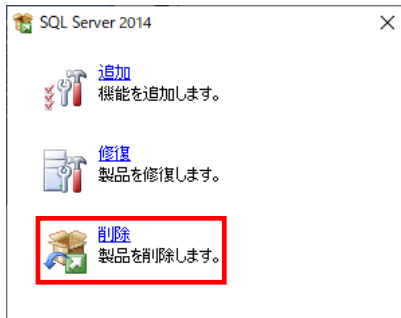 SQL Server 2014
追加
機能を追加します。
修復
製品を修復します。
削除
製品を削除します。